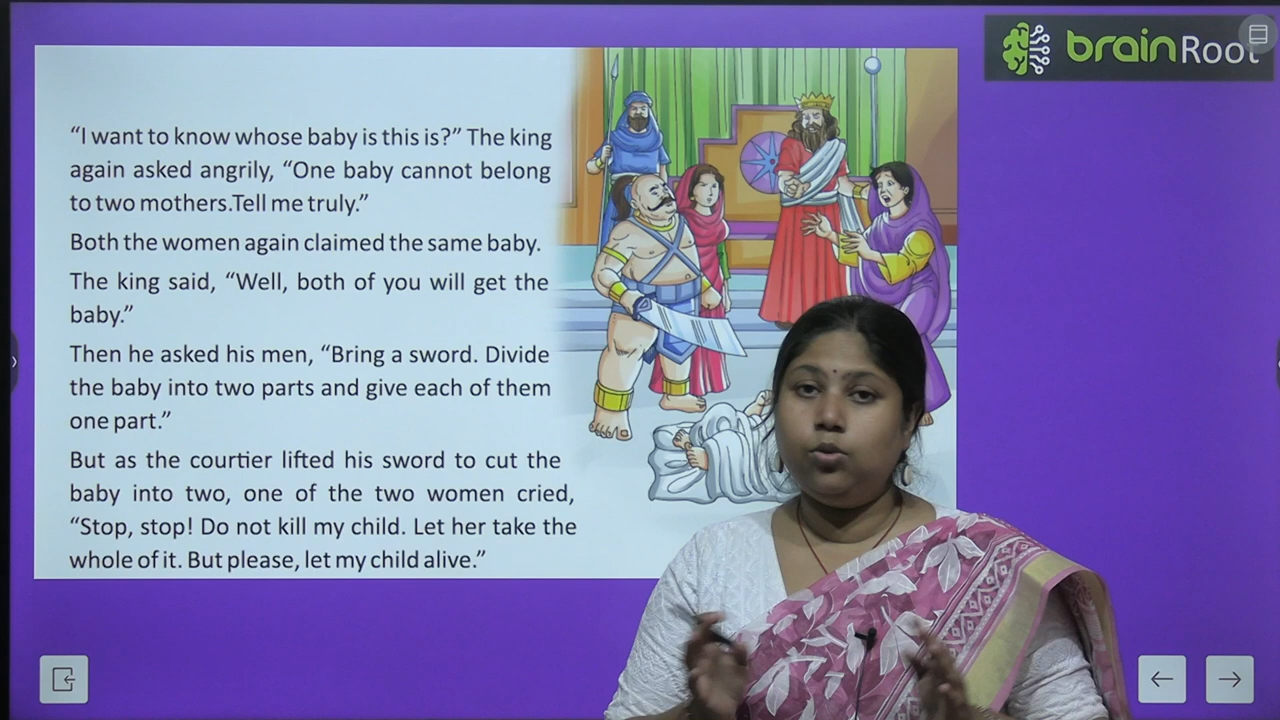 brainRoot
“I want to know whose baby is this is?” The king
again asked angrily, “One baby cannot belong
to two mothers.Tell me truly.”
Both the women again claimed the same baby.
The king said, “Well, both of you will get the
baby.”
Then he asked his men, “Bring a sword. Divide
the baby into two parts and give each of them
one part.”
But as the courtier lifted his sword to cut the
baby into two, one of the two women cried,
“Stop, stop! Do not kill my child. Let her take the
whole of it. But please, let my child alive.”